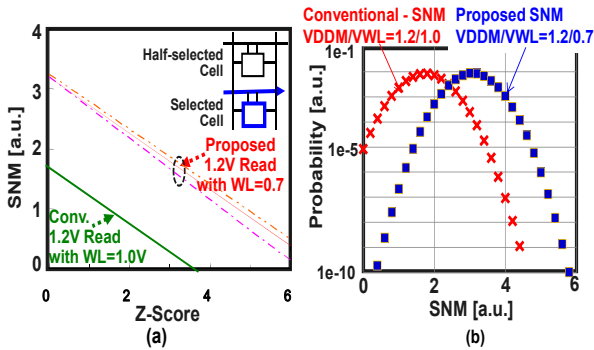 4
3
2
1
0
SNM [a.u.]
Half-selected
Cell
Selected
Cell
Proposed
1.2V Read
with WL=0.7
Conv.
1.2V Read
with WL=1.0V
0
2
4
6
Z-Score
(a)
Conventional - SNM
VDDM/VWL=1.2/1.0
Proposed SNM
VDDM/VWL=1.2/0.7
(b)
1e-1
1e-5
1e-10
Probability [a.u.]
0
2
4
6
SNM [a.u.]
(b)